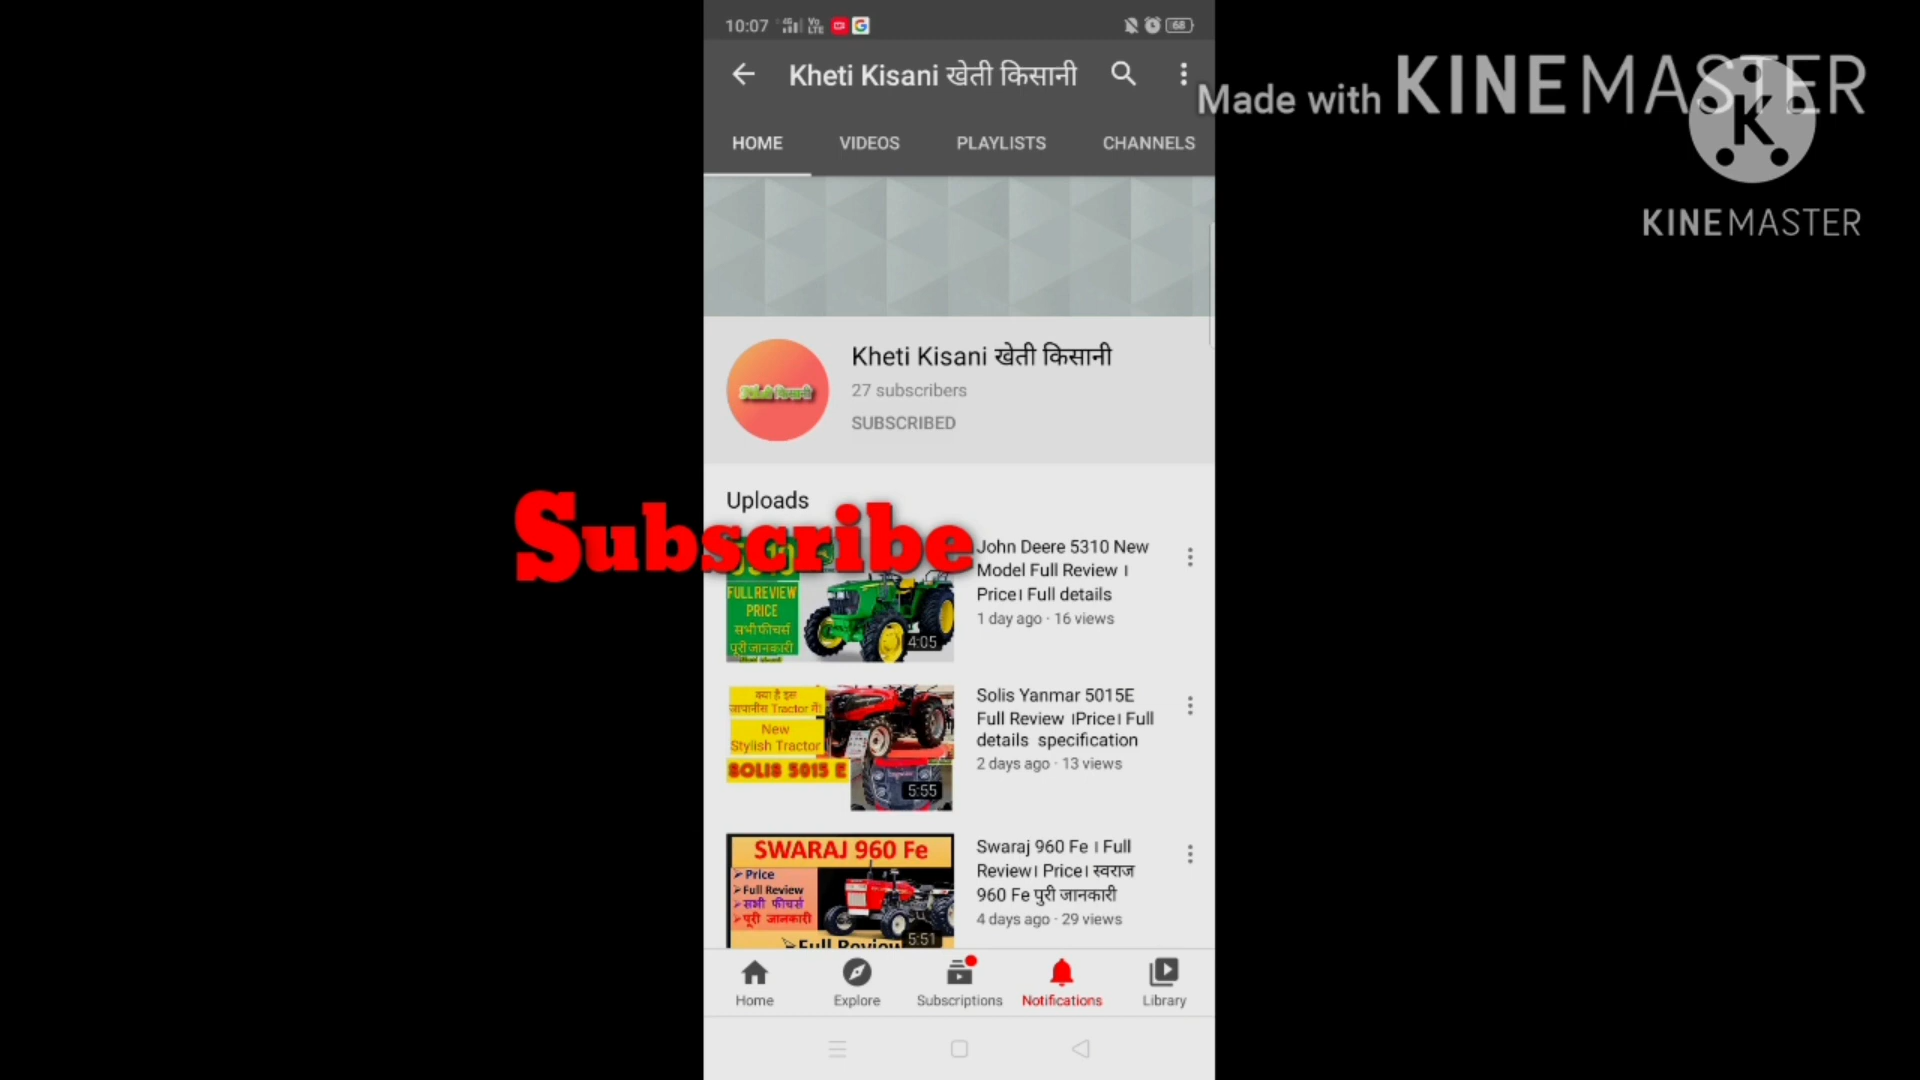 10:07
Kheti Kisani खेती किसानी
Made with KINEMASTER
K
KINEMASTER
HOME VIDEOS PLAYLISTS CHANNELS
Kheti Kisani खेती किसानी
27 subscribers
SUBSCRIBED
Uploads
Subscribe
John Deere 5310 New
Model Full Review ।
Price। Full details
1 day ago · 16 views
FULL REVIEW
PRICE
सभी फीचर्स
पूरी जानकारी
4:05
Solis Yanmar 5015E
Full Review ।Price। Full
details specification
2 days ago · 13 views
क्या है इस
जापानीस Tractor में!
New
Stylish Tractor
SOLIS 5015 E
5:55
Swaraj 960 Fe । Full
Review। Price। स्वराज
960 Fe पुरी जानकारी
4 days ago · 29 views
SWARAJ 960 Fe
➢Price
➢Full Review
➢सभी फीचर्स
➢पूरी जानकारी
➢Full Review
5:51
Home Explore Subscriptions Notifications Library